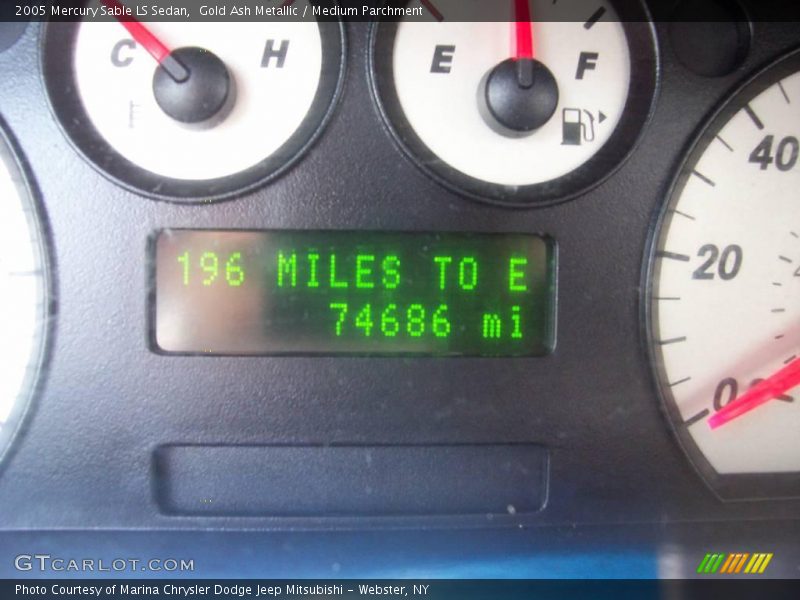 2005 Mercury Sable LS Sedan,  Gold Ash Metallic / Medium Parchment
C H
E F
40
20
0
196 MILES TO E
74686 mi
GTCARLOT.COM
Photo Courtesy of Marina Chrysler Dodge Jeep Mitsubishi - Webster, NY